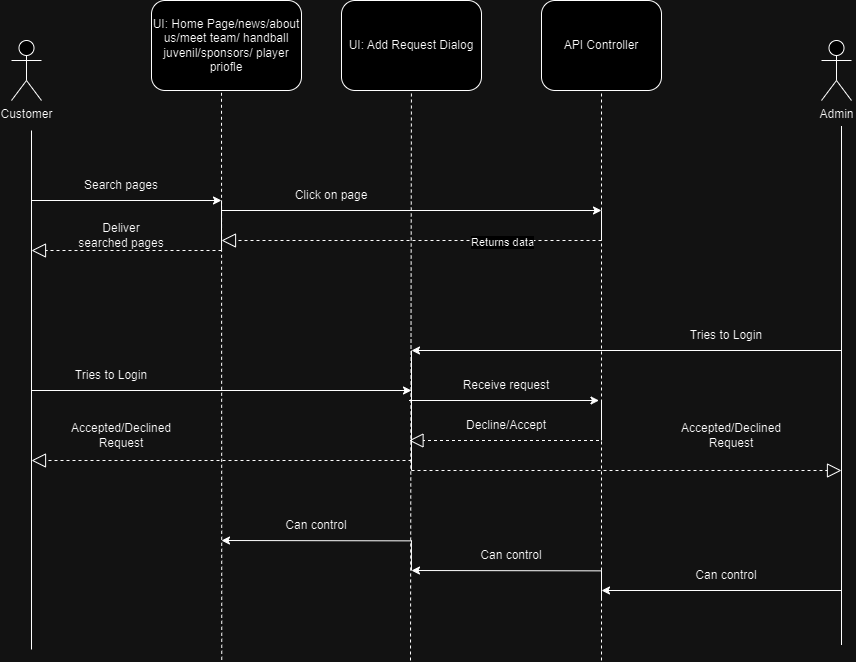 UI: Home Page/news/about
us/meet team/ handball
juvenil/sponsors/ player
priofle
UI: Add Request Dialog
API Controller
Customer
Admin
Search pages
Click on page
Deliver
searched pages
Returns data
Tries to Login
Tries to Login
Receive request
Accepted/Declined
Request
Decline/Accept
Accepted/Declined
Request
Can control
Can control
Can control